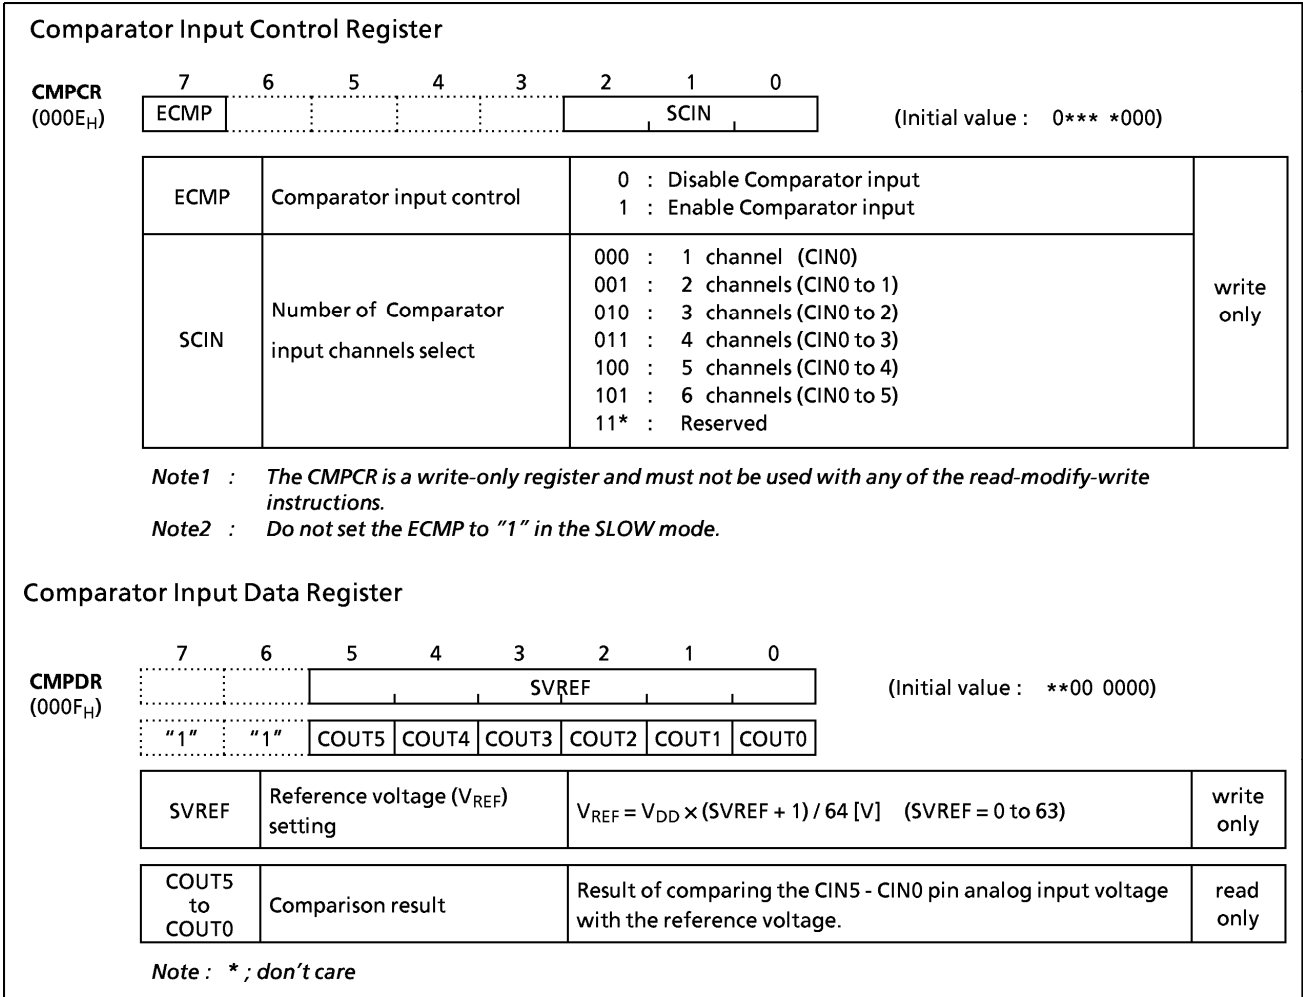 Comparator Input Control Register
7 6 5 4 3 2 1 0
CMPCR
(000EH)
ECMP SCIN
(Initial value : 0*** *000)
ECMP
Comparator input control
0 : Disable Comparator input
1 : Enable Comparator input
SCIN
Number of Comparator
input channels select
000 : 1 channel (CIN0)
001 : 2 channels (CIN0 to 1)
010 : 3 channels (CIN0 to 2)
011 : 4 channels (CIN0 to 3)
100 : 5 channels (CIN0 to 4)
101 : 6 channels (CIN0 to 5)
11* : Reserved
write
only
Note1 : The CMPCR is a write-only register and must not be used with any of the read-modify-write
instructions.
Note2 : Do not set the ECMP to "1" in the SLOW mode.
Comparator Input Data Register
7 6 5 4 3 2 1 0
CMPDR
(000FH)
SVREF
(Initial value : **00 0000)
"1" "1" COUT5 COUT4 COUT3 COUT2 COUT1 COUT0
SVREF
Reference voltage (VREF)
setting
VREF = VDD × (SVREF + 1) / 64 [V] (SVREF = 0 to 63)
write
only
COUT5
to
COUT0
Comparison result
Result of comparing the CIN5 - CIN0 pin analog input voltage
with the reference voltage.
read
only
Note : * ; don't care